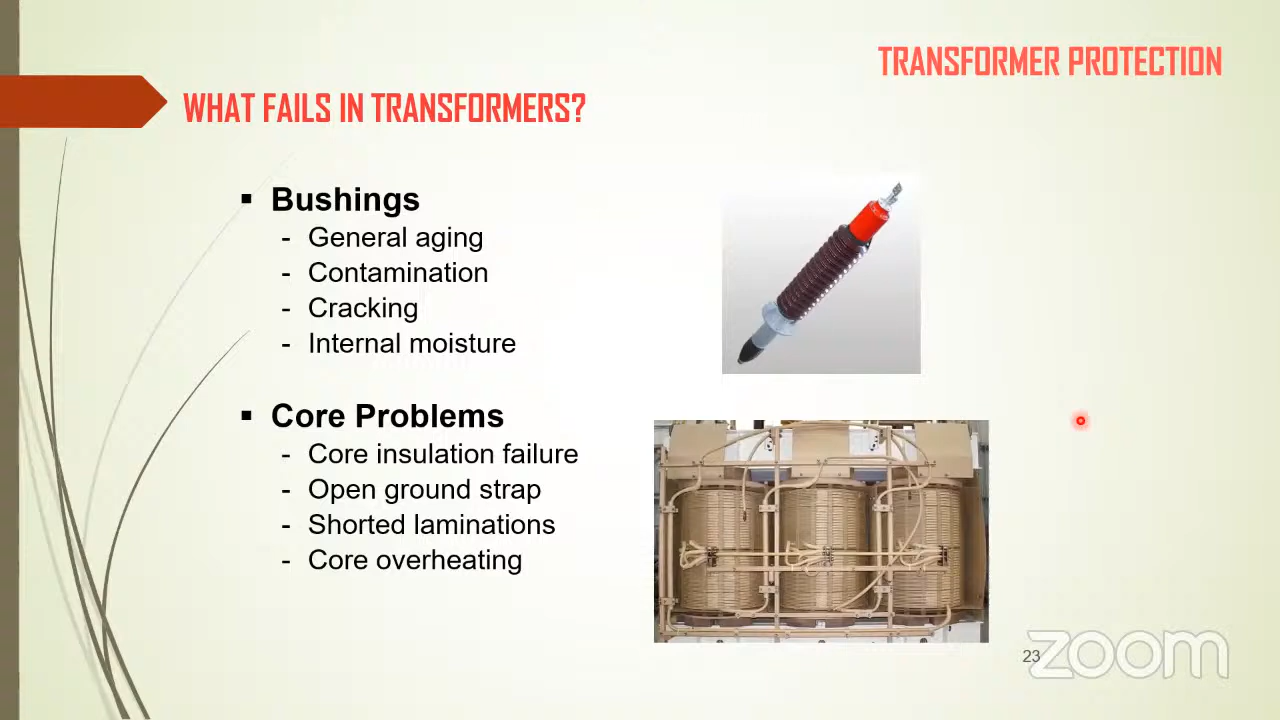 TRANSFORMER PROTECTION
WHAT FAILS IN TRANSFORMERS?
▪ Bushings
- General aging
- Contamination
- Cracking
- Internal moisture
▪ Core Problems
- Core insulation failure
- Open ground strap
- Shorted laminations
- Core overheating
23
zoom